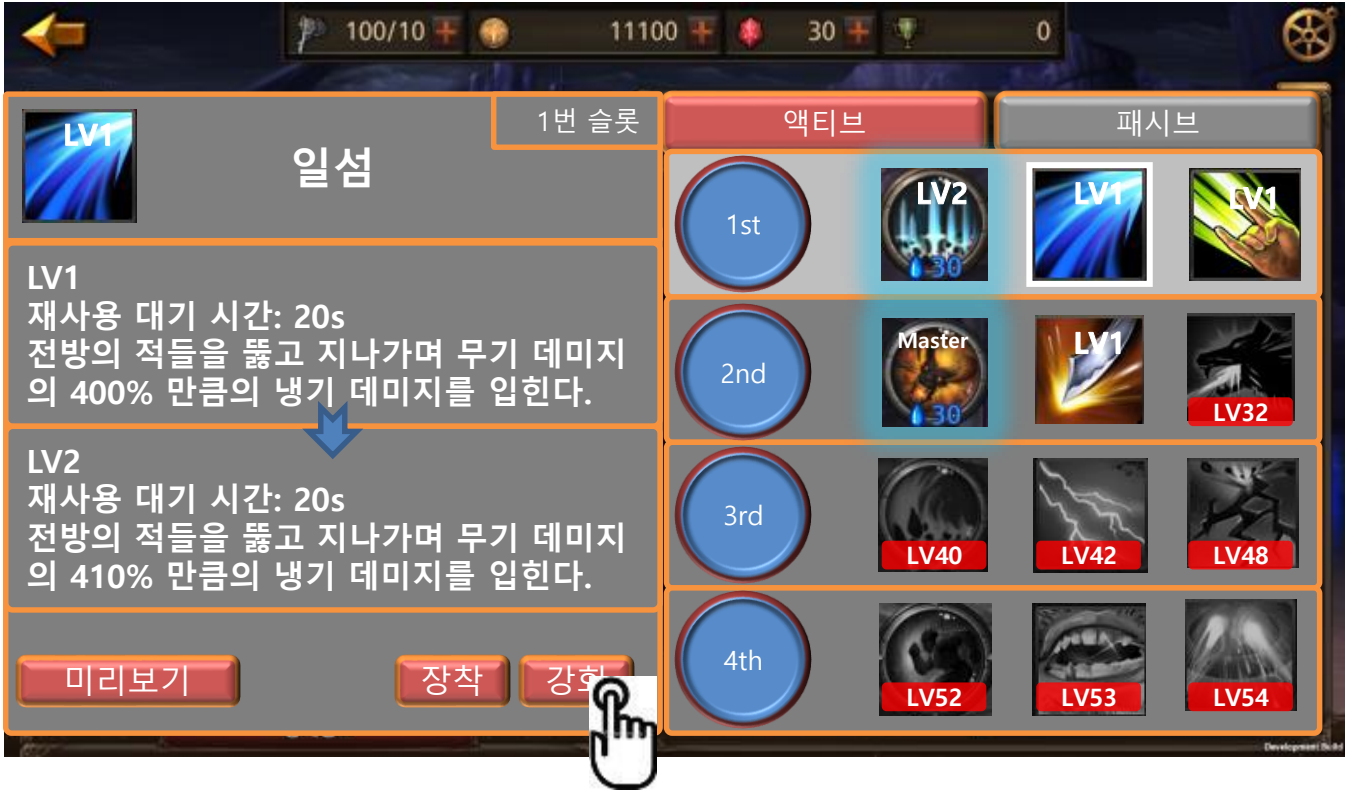 100/10
11100
30
0
LV1
일섬
1번 슬롯
LV1
재사용 대기 시간: 20s
전방의 적들을 뚫고 지나가며 무기 데미지
의 400% 만큼의 냉기 데미지를 입힌다.
LV2
재사용 대기 시간: 20s
전방의 적들을 뚫고 지나가며 무기 데미지
의 410% 만큼의 냉기 데미지를 입힌다.
미리보기
장착
강화
액티브
패시브
1st
LV2
30
LV1
LV1
2nd
Master
30
LV1
LV32
3rd
LV40
LV42
LV48
4th
LV52
LV53
LV54
Development Build